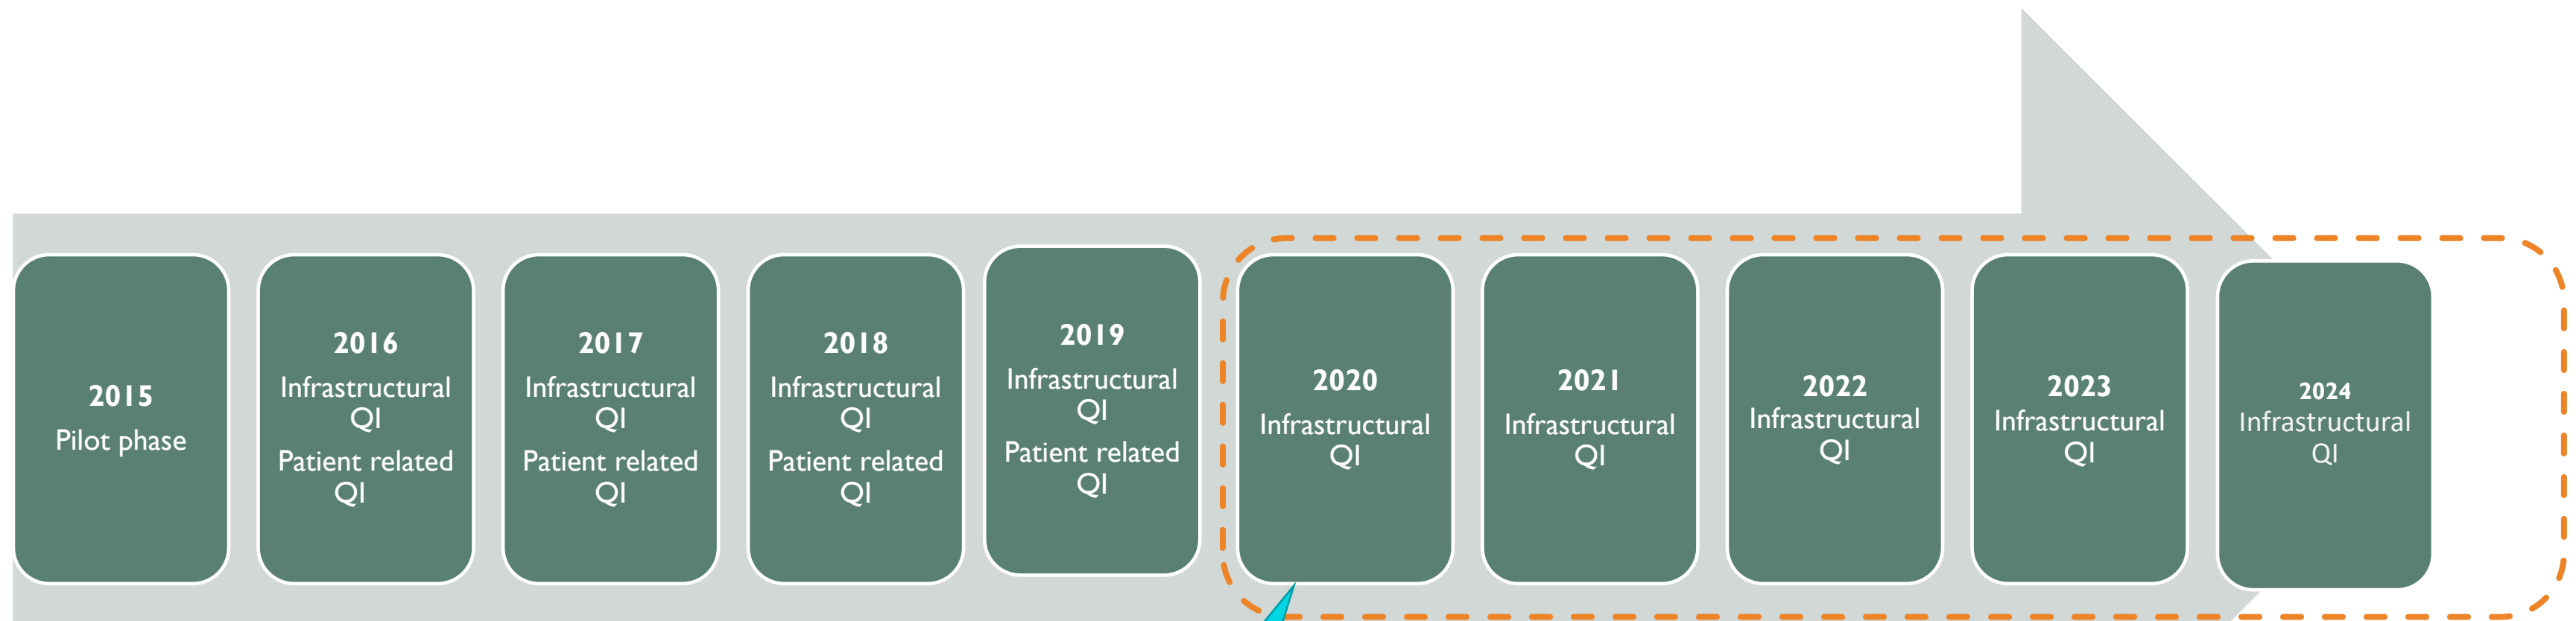 2015
Pilot phase
2016
Infrastructural
QI
Patient related
QI
2017
Infrastructural
QI
Patient related
QI
2018
Infrastructural
QI
Patient related
QI
2019
Infrastructural
QI
Patient related
QI
2020
Infrastructural
QI
2021
Infrastructural
QI
2022
Infrastructural
QI
2023
Infrastructural
QI
2024
Infrastructural
QI